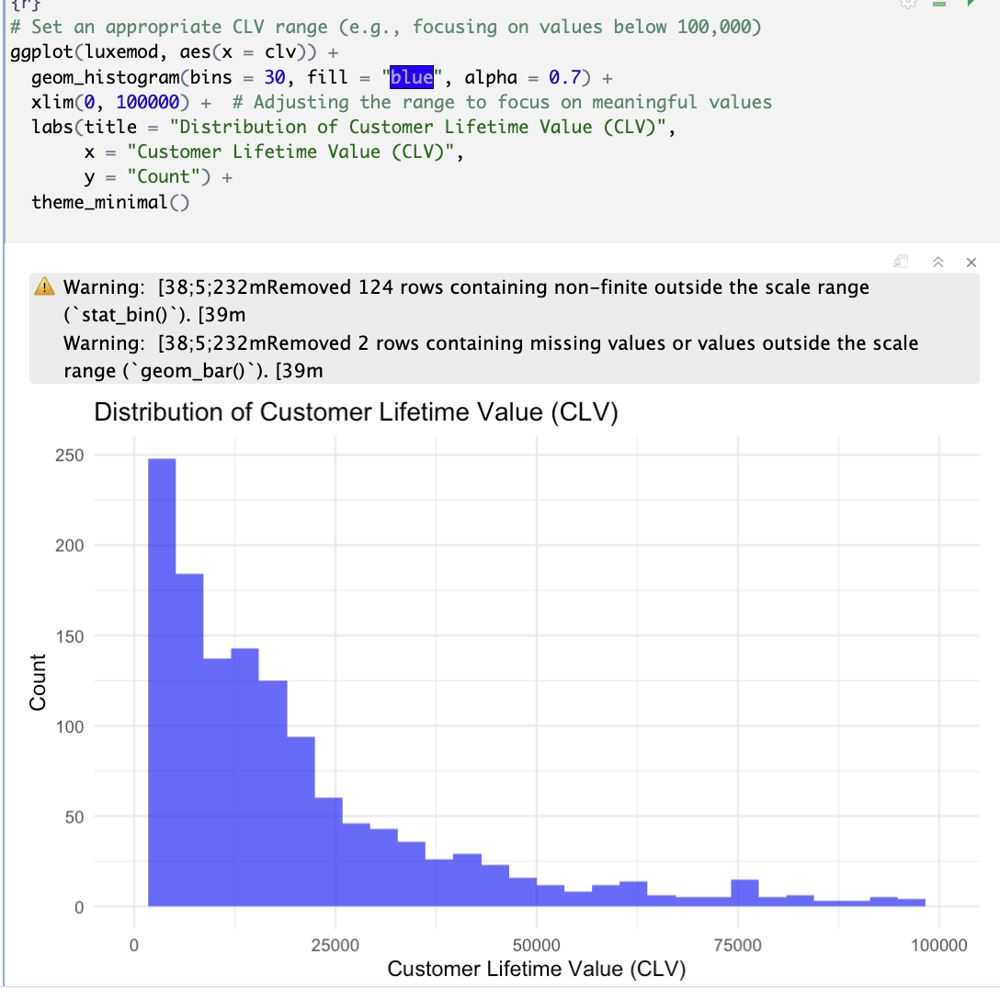 {r}
# Set an appropriate CLV range (e.g., focusing on values below 100,000)
ggplot(luxemod, aes(x = clv)) +
  geom_histogram(bins = 30, fill = "blue", alpha = 0.7) +
  xlim(0, 100000) +  # Adjusting the range to focus on meaningful values
  labs(title = "Distribution of Customer Lifetime Value (CLV)",
       x = "Customer Lifetime Value (CLV)",
       y = "Count") +
  theme_minimal()
Warning:  [38;5;232mRemoved 124 rows containing non-finite outside the scale range
(`stat_bin()`). [39m
Warning:  [38;5;232mRemoved 2 rows containing missing values or values outside the scale
range (`geom_bar()`). [39m
Distribution of Customer Lifetime Value (CLV)
250
200
150
100
50
0
Count
0 25000 50000 75000 100000
Customer Lifetime Value (CLV)